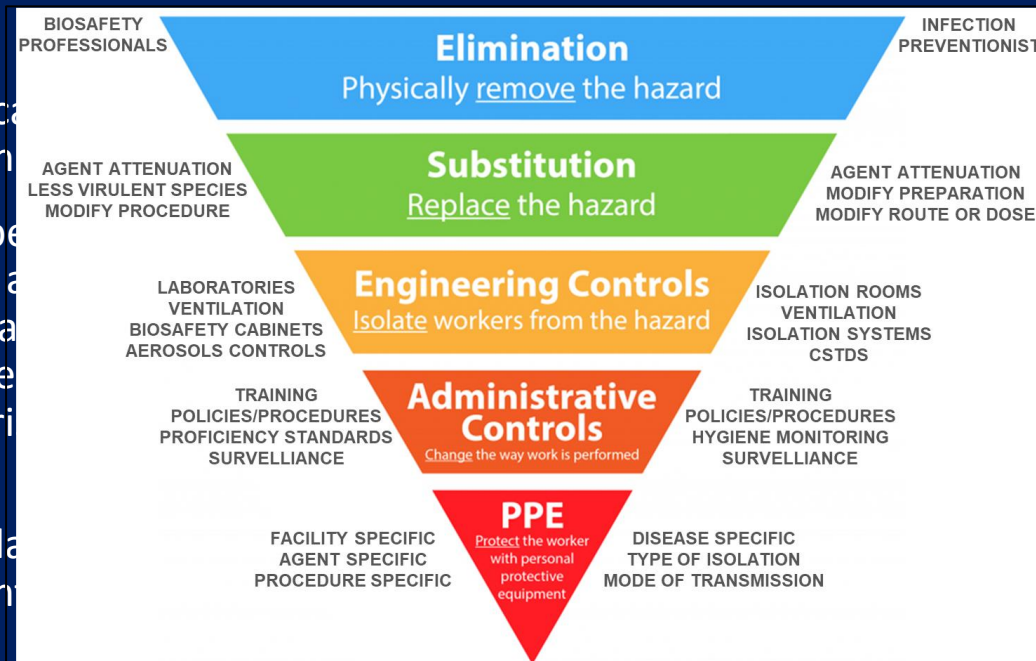 BIOSAFETY
PROFESSIONALS
Elimination
Physically remove the hazard
INFECTION
PREVENTIONIST
AGENT ATTENUATION
LESS VIRULENT SPECIES
MODIFY PROCEDURE
Substitution
Replace the hazard
AGENT ATTENUATION
MODIFY PREPARATION
MODIFY ROUTE OR DOSE
LABORATORIES
VENTILATION
BIOSAFETY CABINETS
AEROSOLS CONTROLS
Engineering Controls
Isolate workers from the hazard
ISOLATION ROOMS
VENTILATION
ISOLATION SYSTEMS
CSTDS
TRAINING
POLICIES/PROCEDURES
PROFICIENCY STANDARDS
SURVELLIANCE
Administrative
Controls
Change the way work is performed
TRAINING
POLICIES/PROCEDURES
HYGIENE MONITORING
SURVELLIANCE
FACILITY SPECIFIC
AGENT SPECIFIC
PROCEDURE SPECIFIC
PPE
Protect the worker
with personal
protective
equipment
DISEASE SPECIFIC
TYPE OF ISOLATION
MODE OF TRANSMISSION